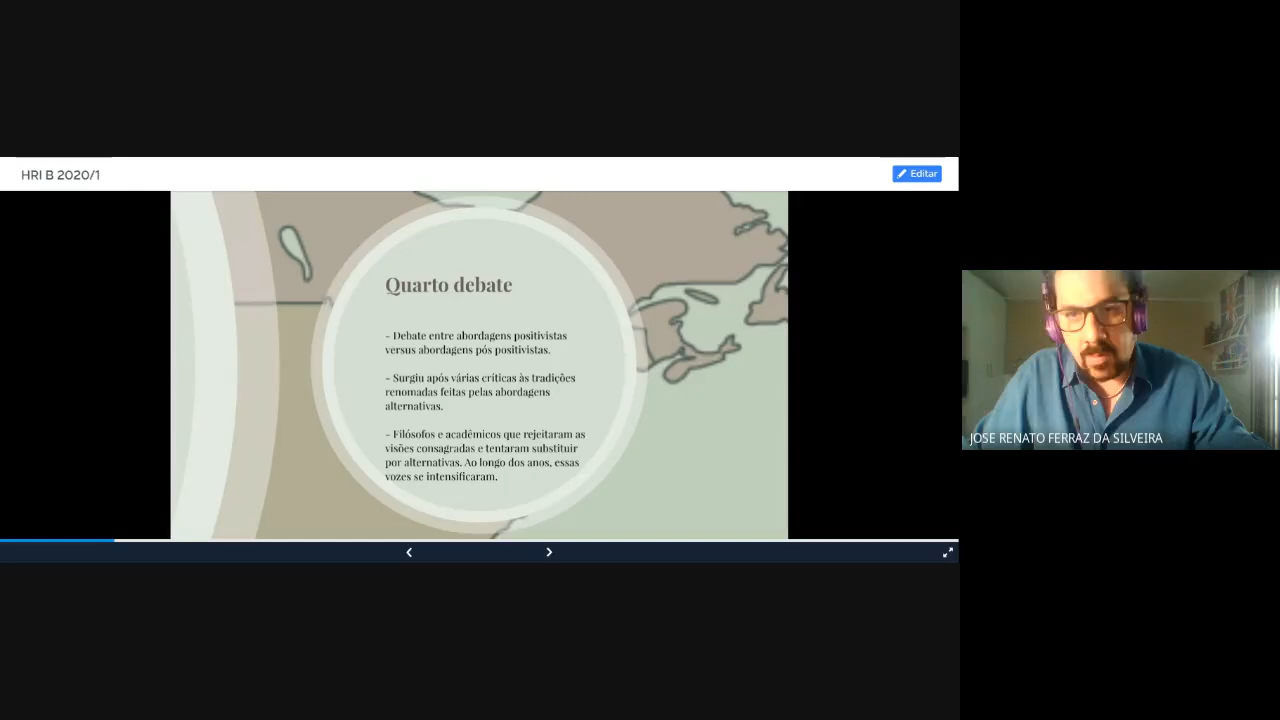 HRI B 2020/1
Editar
Quarto debate
- Debate entre abordagens positivistas
versus abordagens pós positivistas.
- Surgiu após várias críticas às tradições
renomadas feitas pelas abordagens
alternativas.
- Filósofos e acadêmicos que rejeitaram as
visões consagradas e tentaram substituir
por alternativas. Ao longo dos anos, essas
vozes se intensificaram.
JOSE RENATO FERRAZ DA SILVEIRA